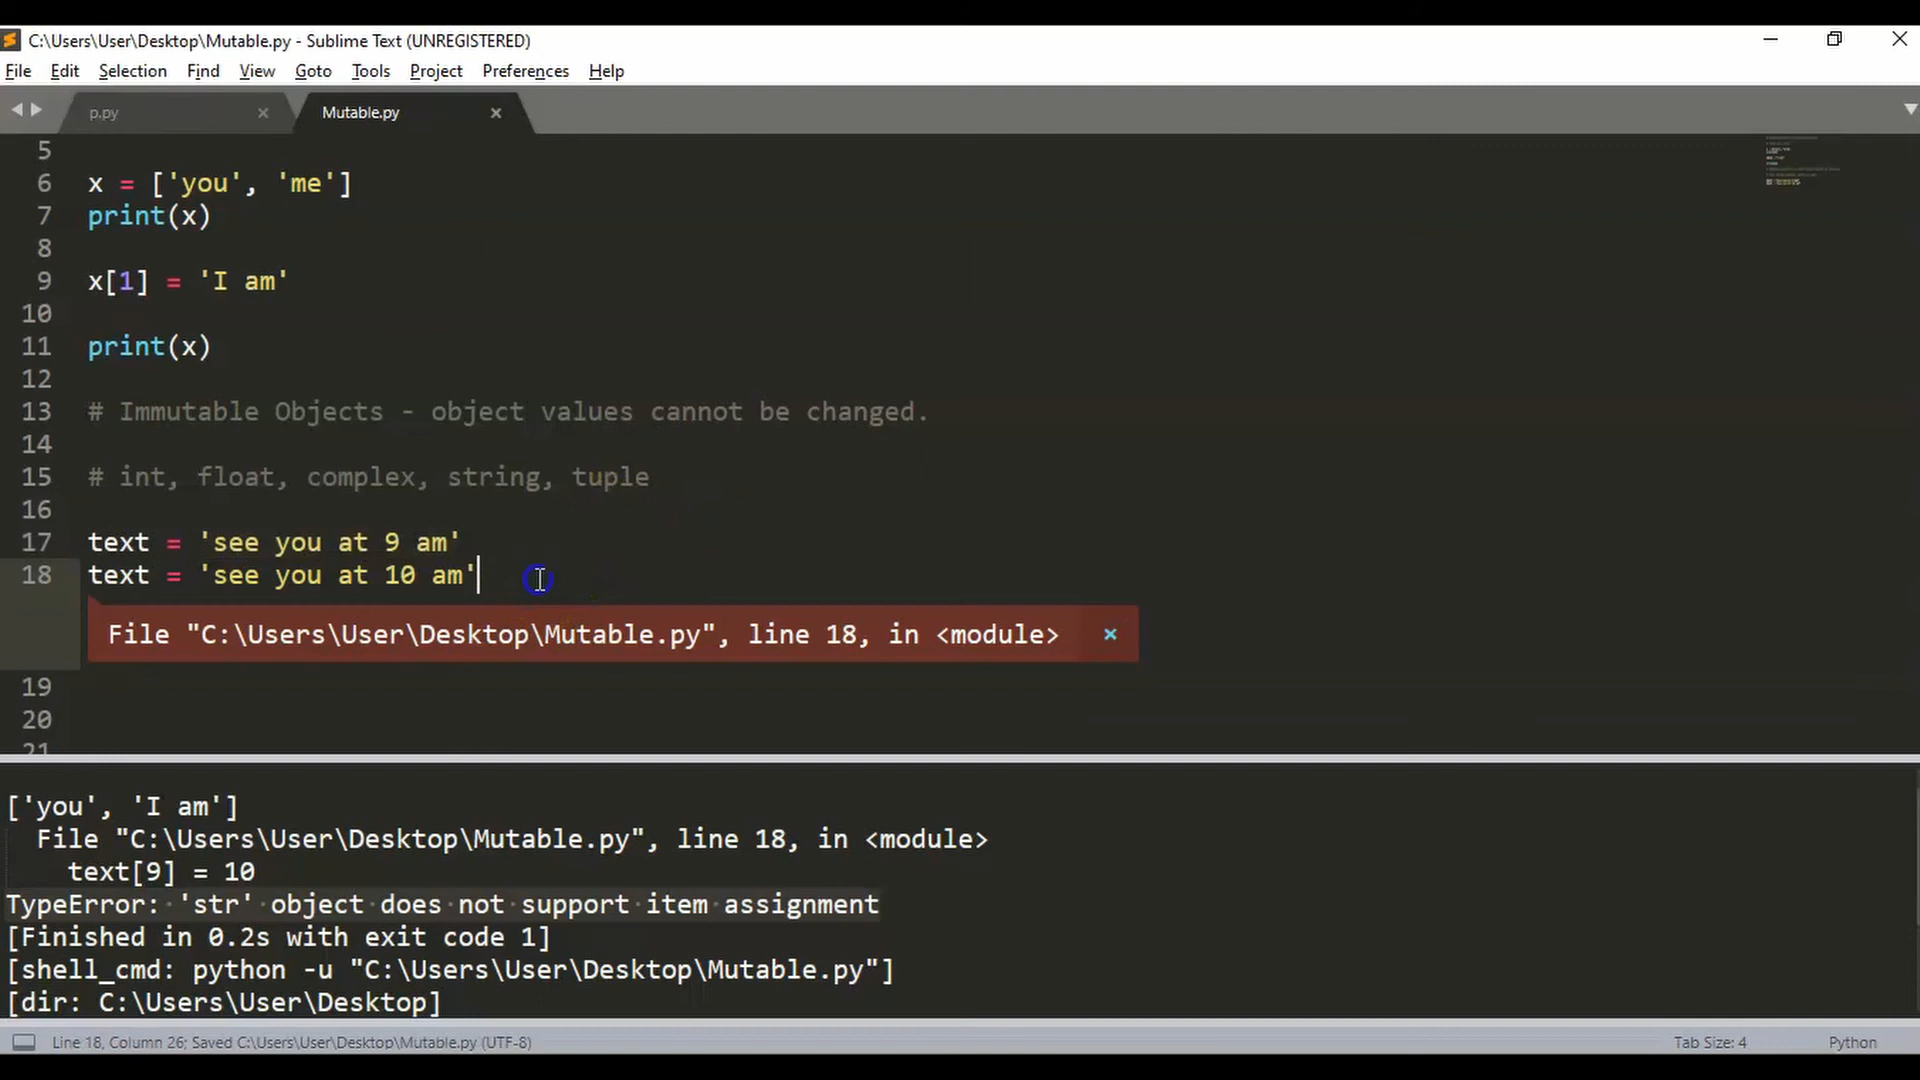 C:\Users\User\Desktop\Mutable.py - Sublime Text (UNREGISTERED)
File Edit Selection Find View Goto Tools Project Preferences Help
p.py × Mutable.py ×
5
6 x = ['you', 'me']
7 print(x)
8
9 x[1] = 'I am'
10
11 print(x)
12
13 # Immutable Objects - object values cannot be changed.
14
15 # int, float, complex, string, tuple
16
17 text = 'see you at 9 am'
18 text = 'see you at 10 am'
File "C:\Users\User\Desktop\Mutable.py", line 18, in <module> ×
19
20
21
['you', 'I am']
File "C:\Users\User\Desktop\Mutable.py", line 18, in <module>
text[9] = 10
TypeError: 'str' object does not support item assignment
[Finished in 0.2s with exit code 1]
[shell_cmd: python -u "C:\Users\User\Desktop\Mutable.py"]
[dir: C:\Users\User\Desktop]
Line 18, Column 26; Saved C:\Users\User\Desktop\Mutable.py (UTF-8) Tab Size: 4 Python